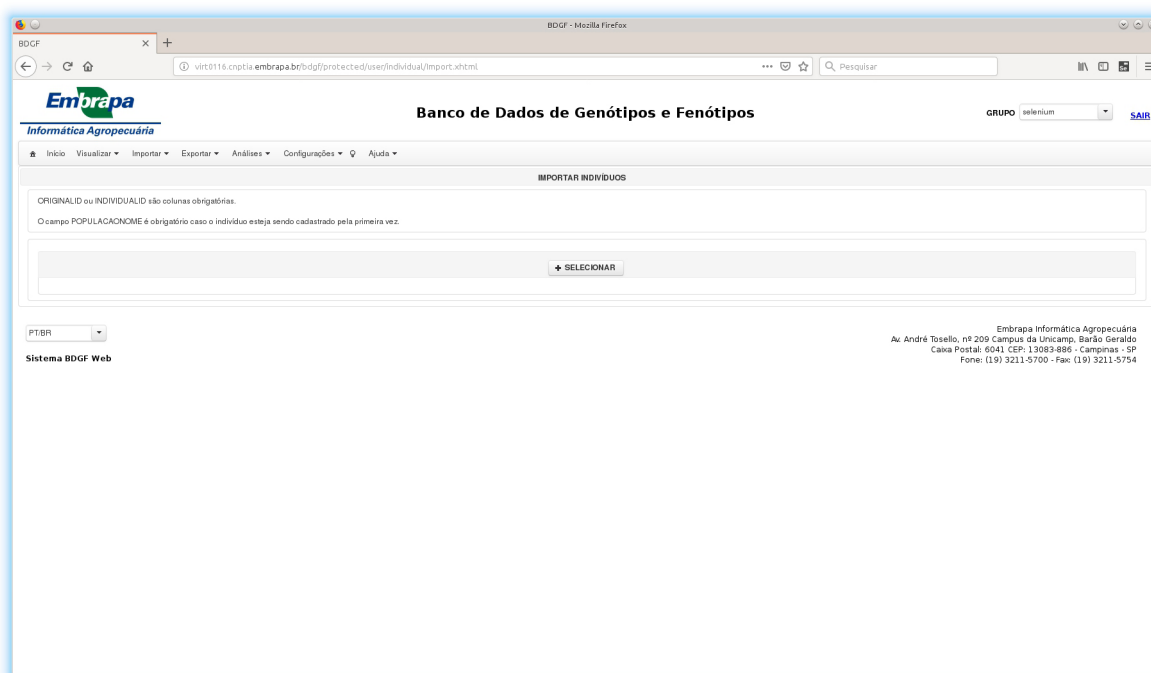 BDGF - Mozilla Firefox
BDGF
virt0116.cnptia.embrapa.br/bdgf/protected/user/individual/Import.xhtml
Pesquisar
Embrapa
Informática Agropecuária
Banco de Dados de Genótipos e Fenótipos
GRUPO selenium
SAIR
Início Visualizar Importar Exportar Análises Configurações Ajuda
IMPORTAR INDIVÍDUOS
ORIGINALID ou INDIVIDUALID são colunas obrigatórias.
O campo POPULACAONOME é obrigatório caso o indivíduo esteja sendo cadastrado pela primeira vez.
+ SELECIONAR
PT/BR
Sistema BDGF Web
Embrapa Informática Agropecuária
Av. André Tosello, nº 209 Campus da Unicamp, Barão Geraldo
Caixa Postal: 6041 CEP: 13083-886 - Campinas - SP
Fone: (19) 3211-5700 - Fax: (19) 3211-5754